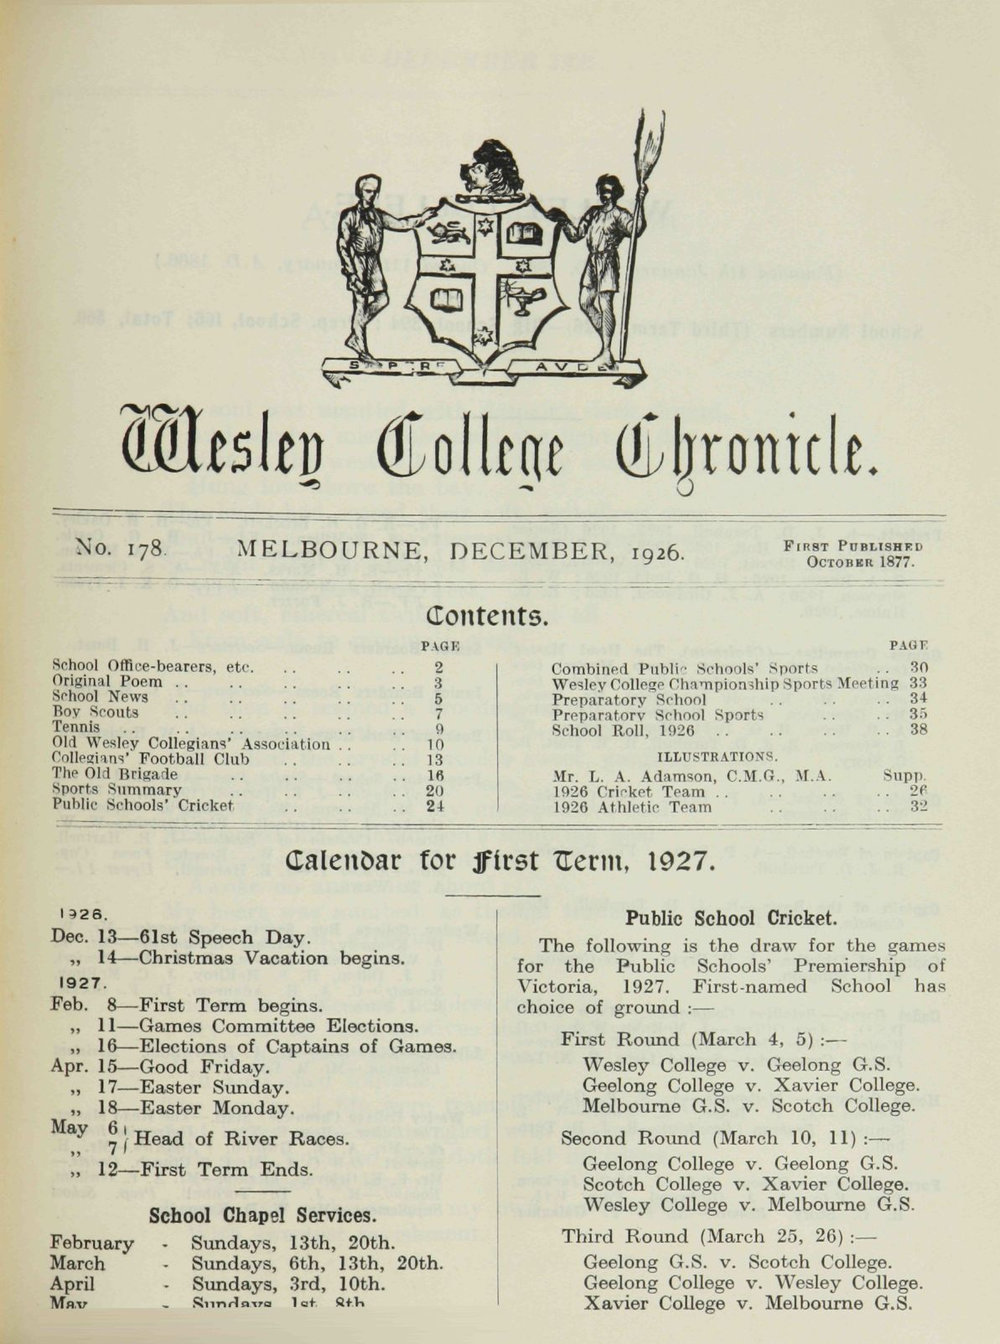 SAPERE AVDE
Wesley College Chronicle.
No. 178. MELBOURNE, DECEMBER, 1926. FIRST PUBLISHED
OCTOBER 1877.
Contents.
PAGE
School Office-bearers, etc. .. .. .. 2
Original Poem .. .. .. .. .. 3
School News .. .. .. .. .. 5
Boy Scouts .. .. .. .. .. 7
Tennis .. .. .. .. .. .. 9
Old Wesley Collegians' Association .. .. 10
Collegians' Football Club .. .. .. 13
The Old Brigade .. .. .. .. 16
Sports Summary .. .. .. .. 20
Public Schools' Cricket .. .. .. 24
PAGE
Combined Public Schools' Sports .. 30
Wesley College Championship Sports Meeting 33
Preparatory School .. .. .. 34
Preparatory School Sports .. .. 35
School Roll, 1926 .. .. .. .. 38
ILLUSTRATIONS.
Mr. L. A. Adamson, C.M.G., M.A. Supp.
1926 Cricket Team .. .. .. .. 26
1926 Athletic Team .. .. .. 32
Calendar for First Term, 1927.
1926.
Dec. 13—61st Speech Day.
„ 14—Christmas Vacation begins.
1927.
Feb. 8—First Term begins.
„ 11—Games Committee Elections.
„ 16—Elections of Captains of Games.
Apr. 15—Good Friday.
„ 17—Easter Sunday.
„ 18—Easter Monday.
May 6
„ 7 Head of River Races.
„ 12—First Term Ends.
School Chapel Services.
February - Sundays, 13th, 20th.
March - Sundays, 6th, 13th, 20th.
April - Sundays, 3rd, 10th.
May - Sundays 1st, 8th
Public School Cricket.
The following is the draw for the games
for the Public Schools' Premiership of
Victoria, 1927. First-named School has
choice of ground :—
First Round (March 4, 5) :—
Wesley College v. Geelong G.S.
Geelong College v. Xavier College.
Melbourne G.S. v. Scotch College.
Second Round (March 10, 11) :—
Geelong College v. Geelong G.S.
Scotch College v. Xavier College.
Wesley College v. Melbourne G.S.
Third Round (March 25, 26) :—
Geelong G.S. v. Scotch College.
Geelong College v. Wesley College.
Xavier College v. Melbourne G.S.